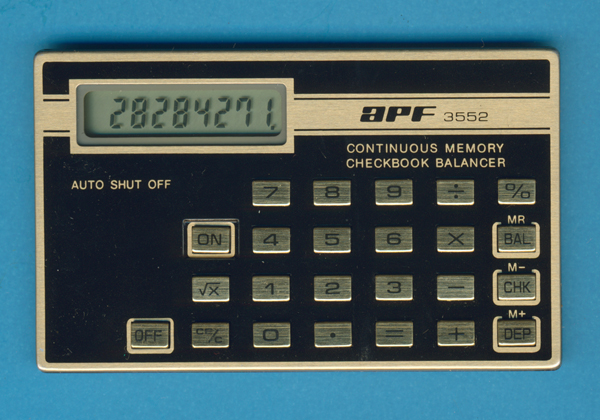 28284271.
APF 3552
CONTINUOUS MEMORY
CHECKBOOK BALANCER
AUTO SHUT OFF
7 8 9 ÷ %
MR
ON 4 5 6 X BAL
M-
√x 1 2 3 - CHK
M+
OFF CE/C 0 . = + DEP